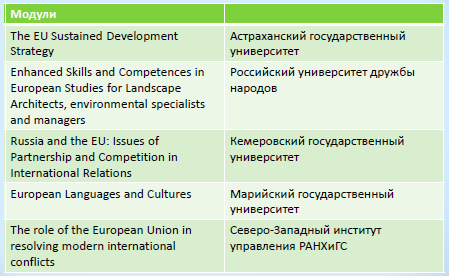 Модули
The EU Sustained Development
Strategy
Астраханский государственный
университет
Enhanced Skills and Competences in
European Studies for Landscape
Architects, environmental specialists
and managers
Российский университет дружбы
народов
Russia and the EU: Issues of
Partnership and Competition in
International Relations
Кемеровский государственный
университет
European Languages and Cultures
Марийский государственный
университет
The role of the European Union in
resolving modern international
conflicts
Северо-Западный институт
управления РАНХиГС